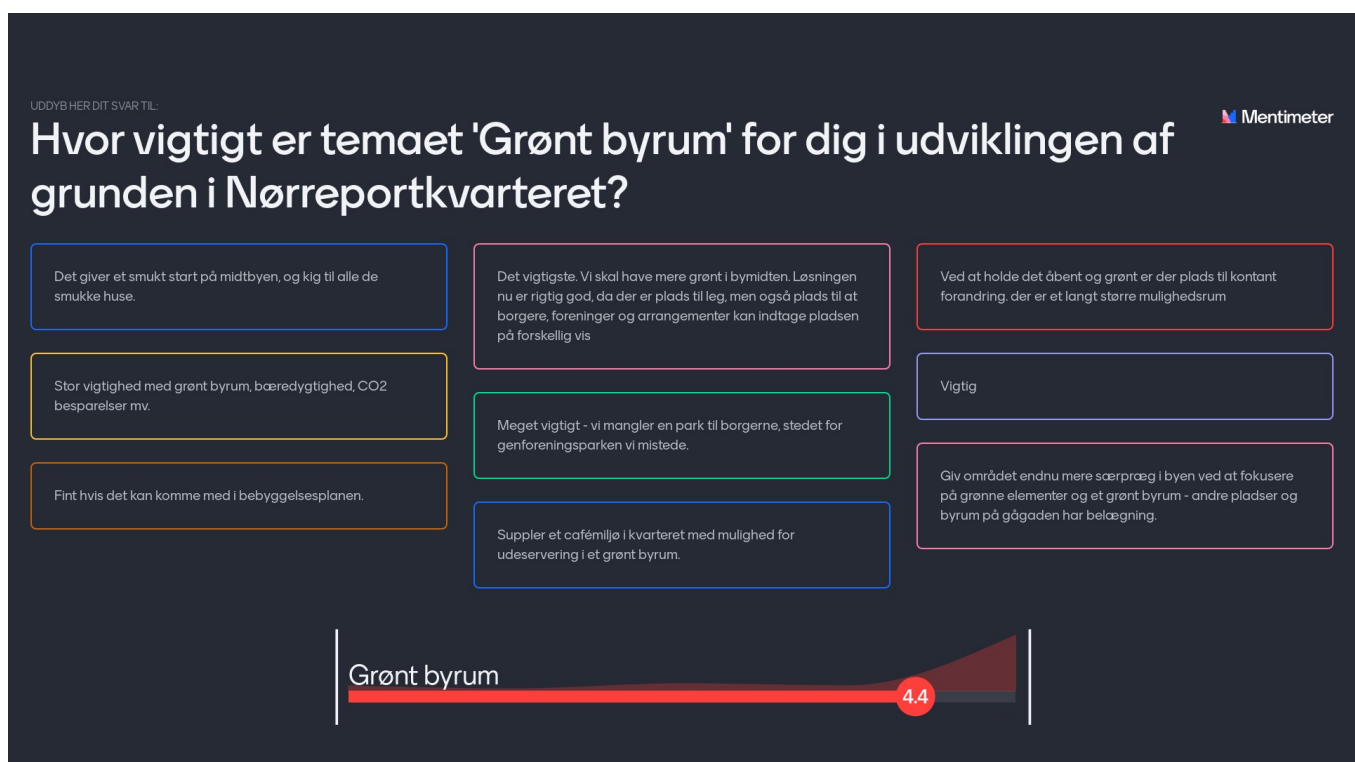 UDDYB HER DIT SVAR TIL:
Hvor vigtigt er temaet 'Grønt byrum' for dig i udviklingen af
grunden i Nørreportkvarteret?
Mentimeter
Det giver et smukt start på midtbyen, og kig til alle de
smukke huse.
Stor vigtighed med grønt byrum, bæredygtighed, CO2
besparelser mv.
Fint hvis det kan komme med i bebyggelsesplanen.
Det vigtigste. Vi skal have mere grønt i bymidten. Løsningen
nu er rigtig god, da der er plads til leg, men også plads til at
borgere, foreninger og arrangementer kan indtage pladsen
på forskellig vis
Meget vigtigt - vi mangler en park til borgerne, stedet for
genforeningsparken vi mistede.
Suppler et cafémiljø i kvarteret med mulighed for
udeservering i et grønt byrum.
Ved at holde det åbent og grønt er der plads til kontant
forandring. der er et langt større mulighedsrum
Vigtig
Giv området endnu mere særpræg i byen ved at fokusere
på grønne elementer og et grønt byrum - andre pladser og
byrum på gågaden har belægning.
Grønt byrum
4.4